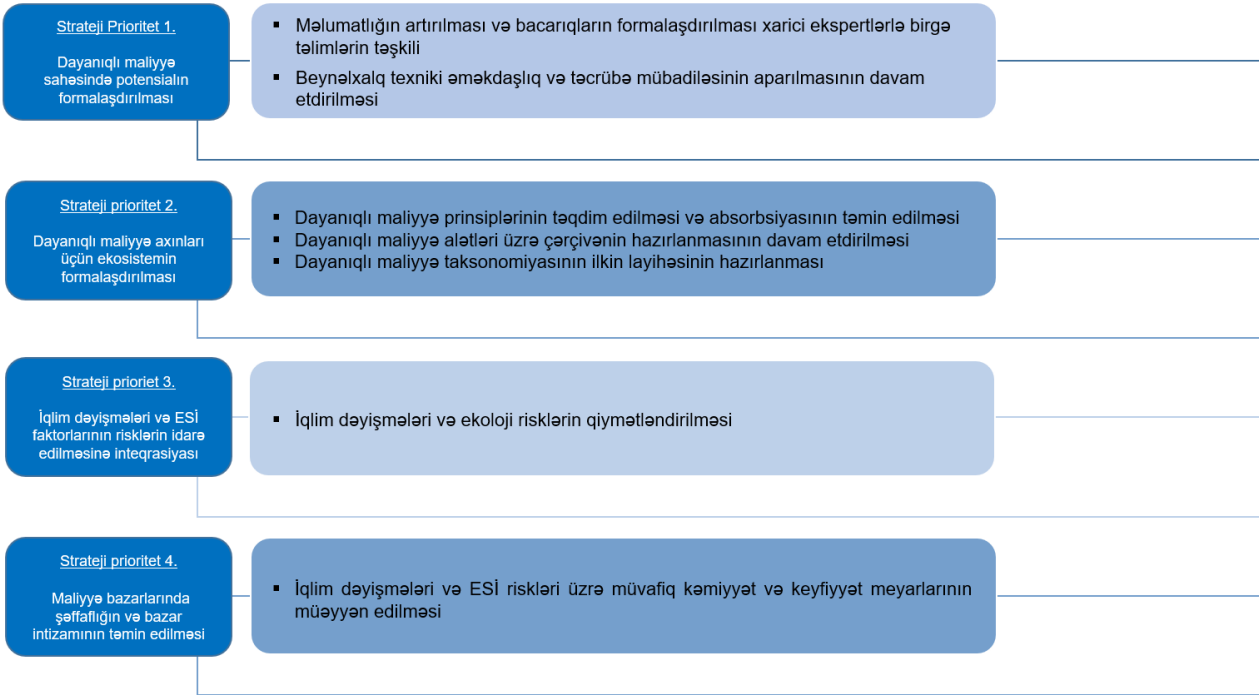 Strateji Prioritet 1.
Dayanıqlı maliyyə
sahəsində potensialın
formalaşdırılması
▪ Məlumatlığın artırılması və bacarıqların formalaşdırılması xarici ekspertlərlə birgə
təlimlərin təşkili
▪ Beynəlxalq texniki əməkdaşlıq və təcrübə mübadiləsinin aparılmasının davam
etdirilməsi
Strateji prioritet 2.
Dayanıqlı maliyyə axınları
üçün ekosistemin
formalaşdırılması
▪ Dayanıqlı maliyyə prinsiplərinin təqdim edilməsi və absorbsiyasının təmin edilməsi
▪ Dayanıqlı maliyyə alətləri üzrə çərçivənin hazırlanmasının davam etdirilməsi
▪ Dayanıqlı maliyyə taksonomiyasının ilkin layihəsinin hazırlanması
Strateji prioriet 3.
İqlim dəyişmələri və ESİ
faktorlarının risklərin idarə
edilməsinə inteqrasiyası
▪ İqlim dəyişmələri və ekoloji risklərin qiymətləndirilməsi
Strateji prioritet 4.
Maliyyə bazarlarında
şəffaflığın və bazar
intizamının təmin edilməsi
▪ İqlim dəyişmələri və ESİ riskləri üzrə müvafiq kəmiyyət və keyfiyyət meyarlarının
müəyyən edilməsi